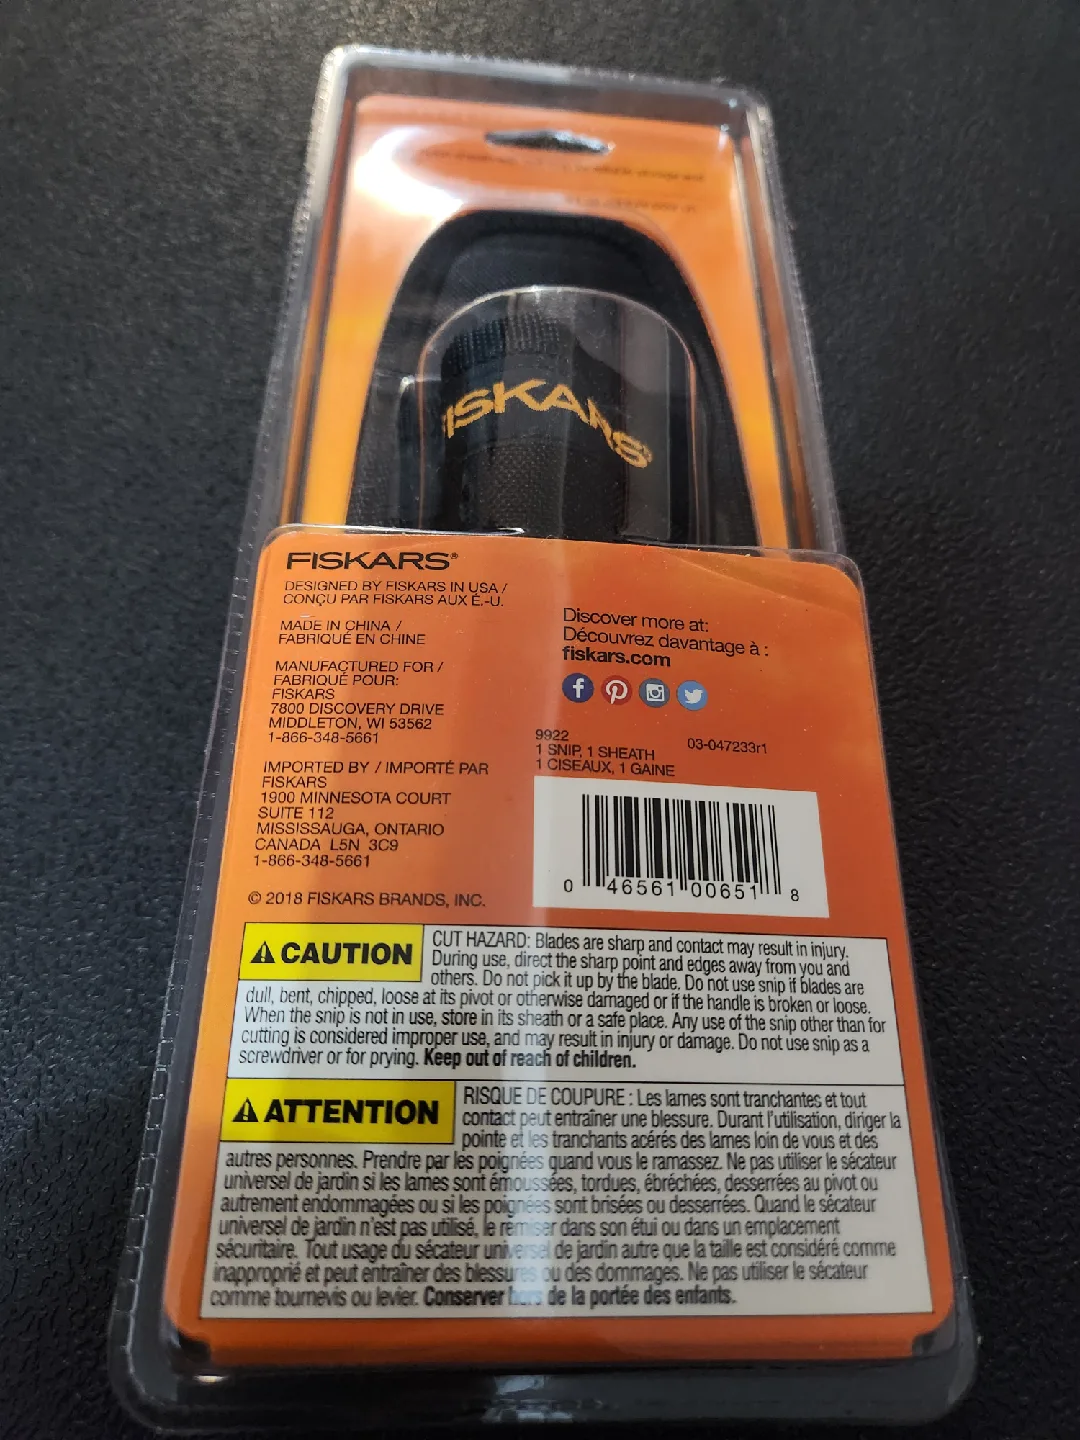 FISKARS®
FISKARS®
DESIGNED BY FISKARS IN USA /
CONÇU PAR FISKARS AUX É.-U.
MADE IN CHINA /
FABRIQUÉ EN CHINE
MANUFACTURED FOR /
FABRIQUÉ POUR:
FISKARS
7800 DISCOVERY DRIVE
MIDDLETON, WI 53562
1-866-348-5661
IMPORTED BY / IMPORTÉ PAR
FISKARS
1900 MINNESOTA COURT
SUITE 112
MISSISSAUGA, ONTARIO
CANADA L5N 3C9
1-866-348-5661
© 2018 FISKARS BRANDS, INC.
Discover more at:
Découvrez davantage à :
fiskars.com
9922
1 SNIP, 1 SHEATH
1 CISEAUX, 1 GAINE
03-047233r1
0 46561 00651 8
CAUTION
CUT HAZARD: Blades are sharp and contact may result in injury.
During use, direct the sharp point and edges away from you and
others. Do not pick it up by the blade. Do not use snip if blades are
dull, bent, chipped, loose at its pivot or otherwise damaged or if the handle is broken or loose.
When the snip is not in use, store in its sheath or a safe place. Any use of the snip other than for
cutting is considered improper use, and may result in injury or damage. Do not use snip as a
screwdriver or for prying. Keep out of reach of children.
ATTENTION
RISQUE DE COUPURE : Les lames sont tranchantes et tout
contact peut entraîner une blessure. Durant l'utilisation, diriger la
pointe et les tranchants acérés des lames loin de vous et des
autres personnes. Prendre par les poignées quand vous le ramassez. Ne pas utiliser le sécateur
universel de jardin si les lames sont émoussées, tordues, ébréchées, desserrées au pivot ou
autrement endommagées ou si les poignées sont brisées ou desserrées. Quand le sécateur
universel de jardin n'est pas utilisé, le remiser dans son étui ou dans un emplacement
sécuritaire. Tout usage du sécateur universel de jardin autre que la taille est considéré comme
inapproprié et peut entraîner des blessures ou des dommages. Ne pas utiliser le sécateur
comme tournevis ou levier. Conserver hors de la portée des enfants.